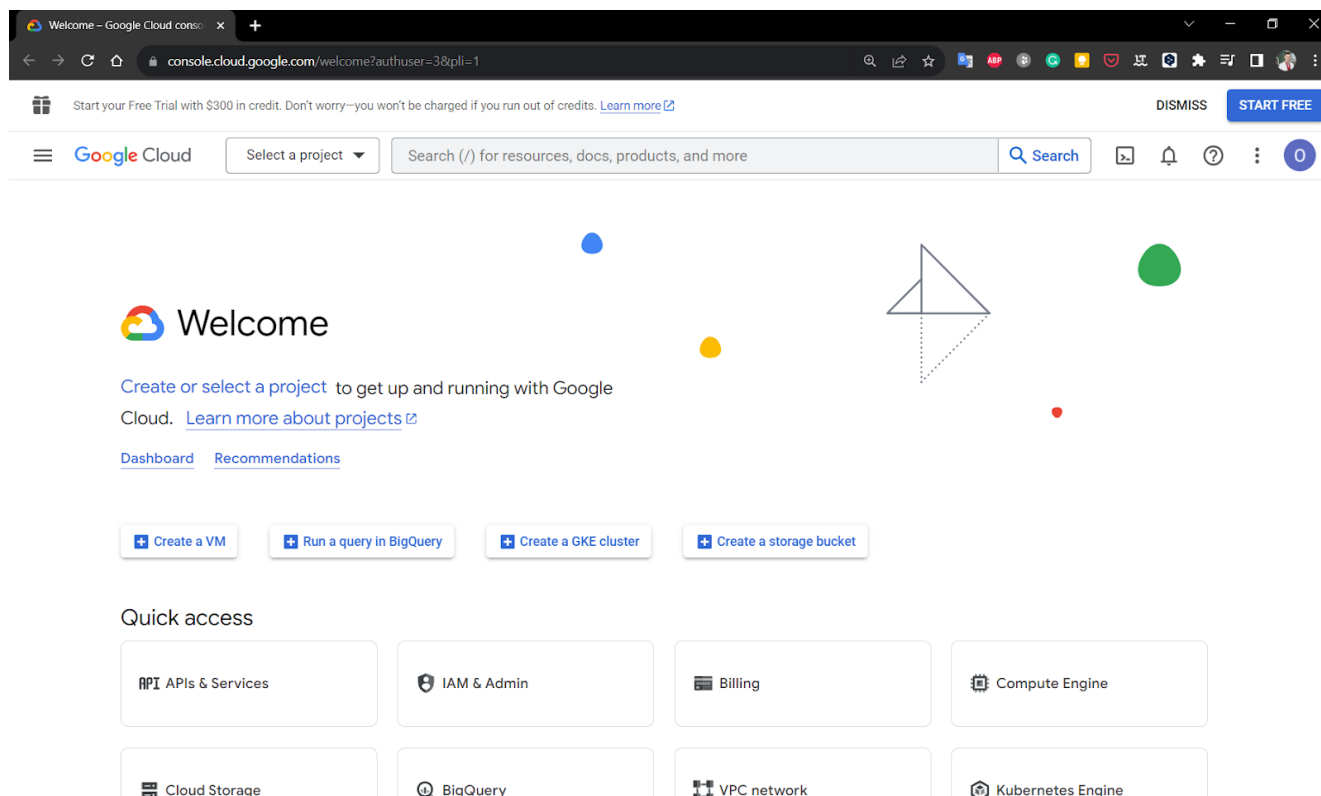 Welcome – Google Cloud conso
console.cloud.google.com/welcome?authuser=3&pli=1
ABP
Start your Free Trial with $300 in credit. Don't worry—you won't be charged if you run out of credits. Learn more
DISMISS
START FREE
Google Cloud
Select a project
Search (/) for resources, docs, products, and more
Search
O
Welcome
Create or select a project to get up and running with Google
Cloud. Learn more about projects
Dashboard Recommendations
Create a VM
Run a query in BigQuery
Create a GKE cluster
Create a storage bucket
Quick access
API APIs & Services
IAM & Admin
Billing
Compute Engine
Cloud Storage
BigQuery
VPC network
Kubernetes Engine